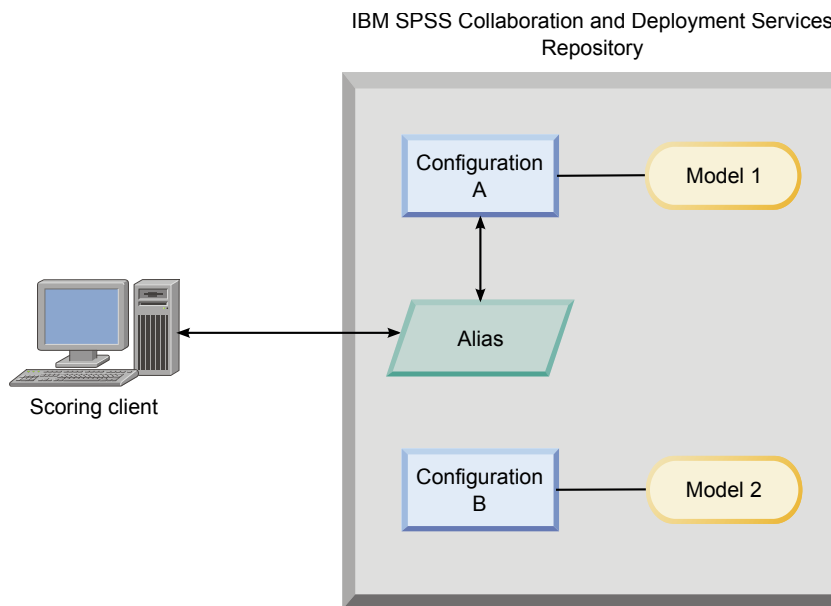 IBM SPSS Collaboration and Deployment Services
Repository
Configuration
A
Model 1
Alias
Scoring client
Configuration
B
Model 2